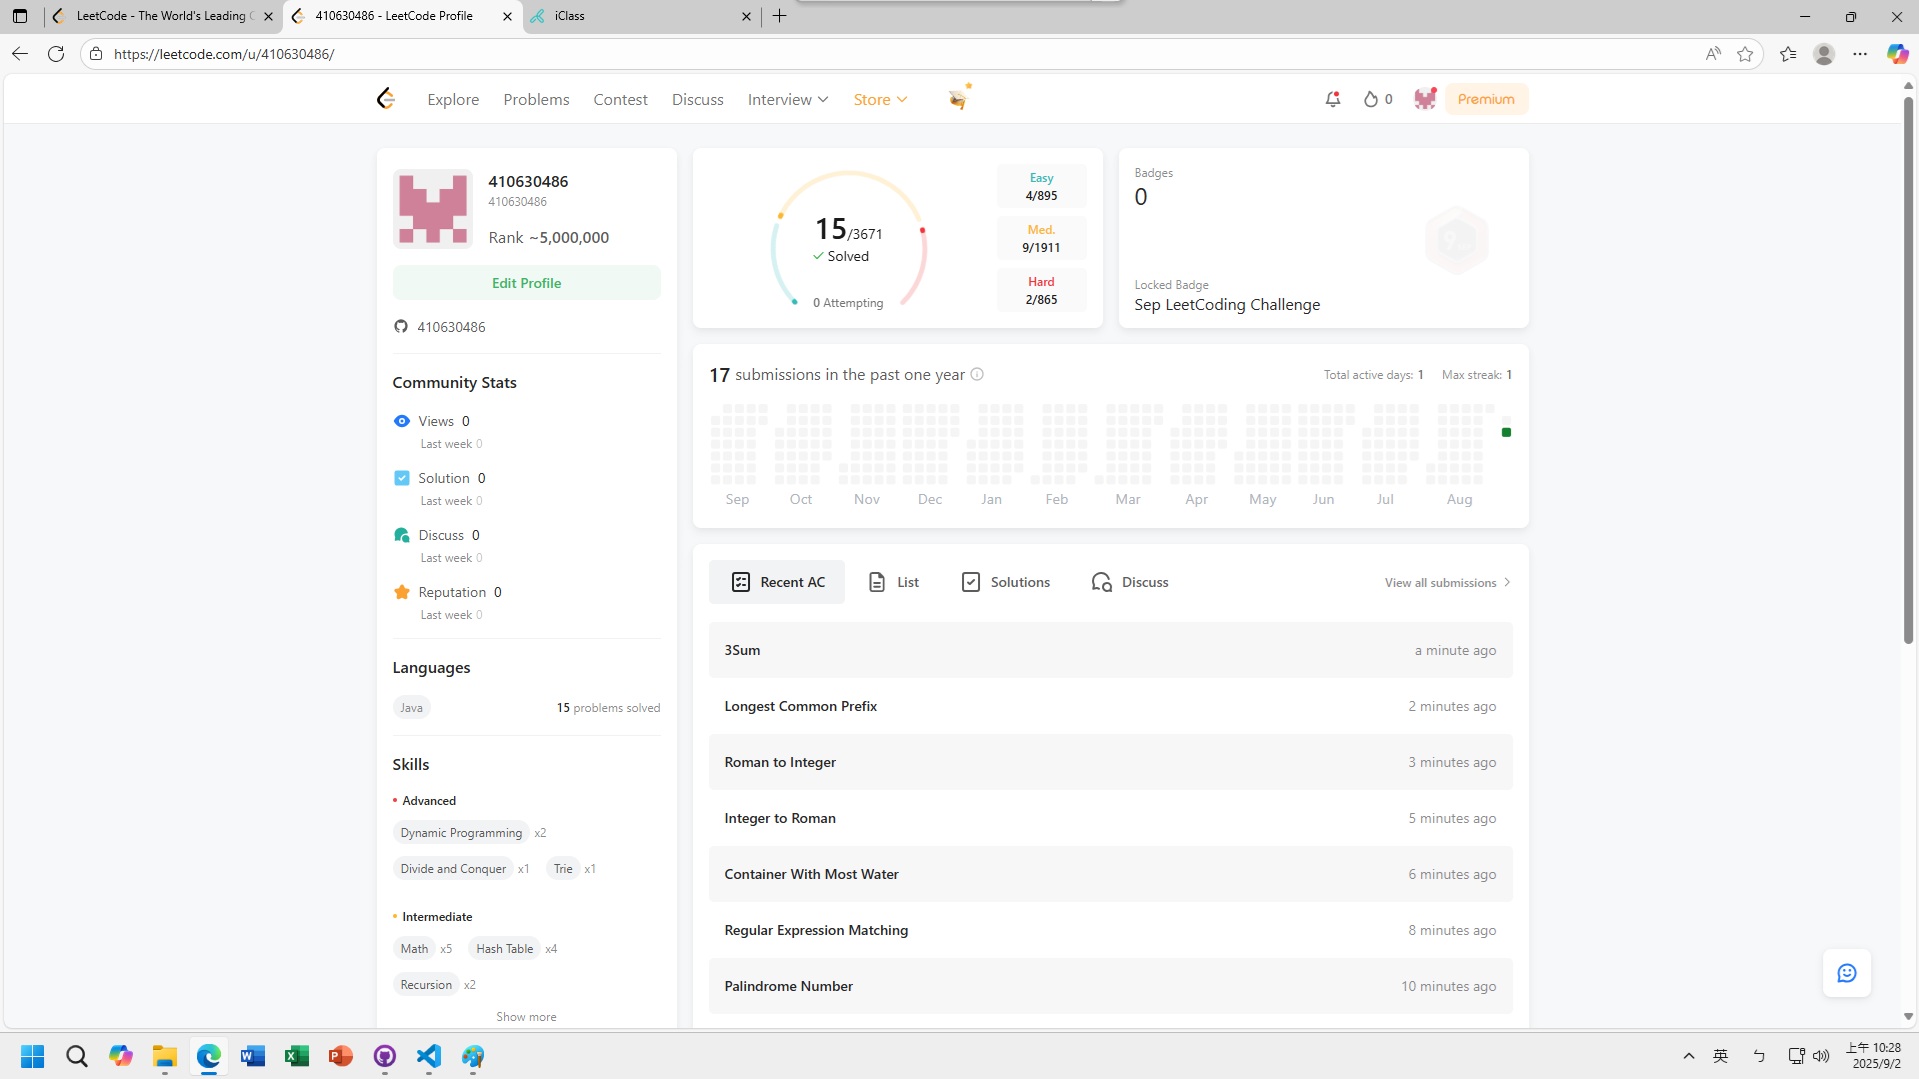 LeetCode - The World's Leading
410630486 - LeetCode Profile
iClass
https://leetcode.com/u/410630486/
Explore
Problems
Contest
Discuss
Interview
Store
0
Premium
410630486
410630486
Rank ~5,000,000
Edit Profile
410630486
Community Stats
Views 0
Last week 0
Solution 0
Last week 0
Discuss 0
Last week 0
Reputation 0
Last week 0
Languages
Java
15 problems solved
Skills
Advanced
Dynamic Programming x2
Divide and Conquer x1 Trie x1
Intermediate
Math x5 Hash Table x4
Recursion x2
Show more
15/3671
Solved
0 Attempting
Easy
4/895
Med.
9/1911
Hard
2/865
Badges
0
Locked Badge
Sep LeetCoding Challenge
17 submissions in the past one year
Total active days: 1 Max streak: 1
Sep Oct Nov Dec Jan Feb Mar Apr May Jun Jul Aug
Recent AC
List
Solutions
Discuss
View all submissions
3Sum a minute ago
Longest Common Prefix 2 minutes ago
Roman to Integer 3 minutes ago
Integer to Roman 5 minutes ago
Container With Most Water 6 minutes ago
Regular Expression Matching 8 minutes ago
Palindrome Number 10 minutes ago
英
ㄅ
上午 10:28
2025/9/2